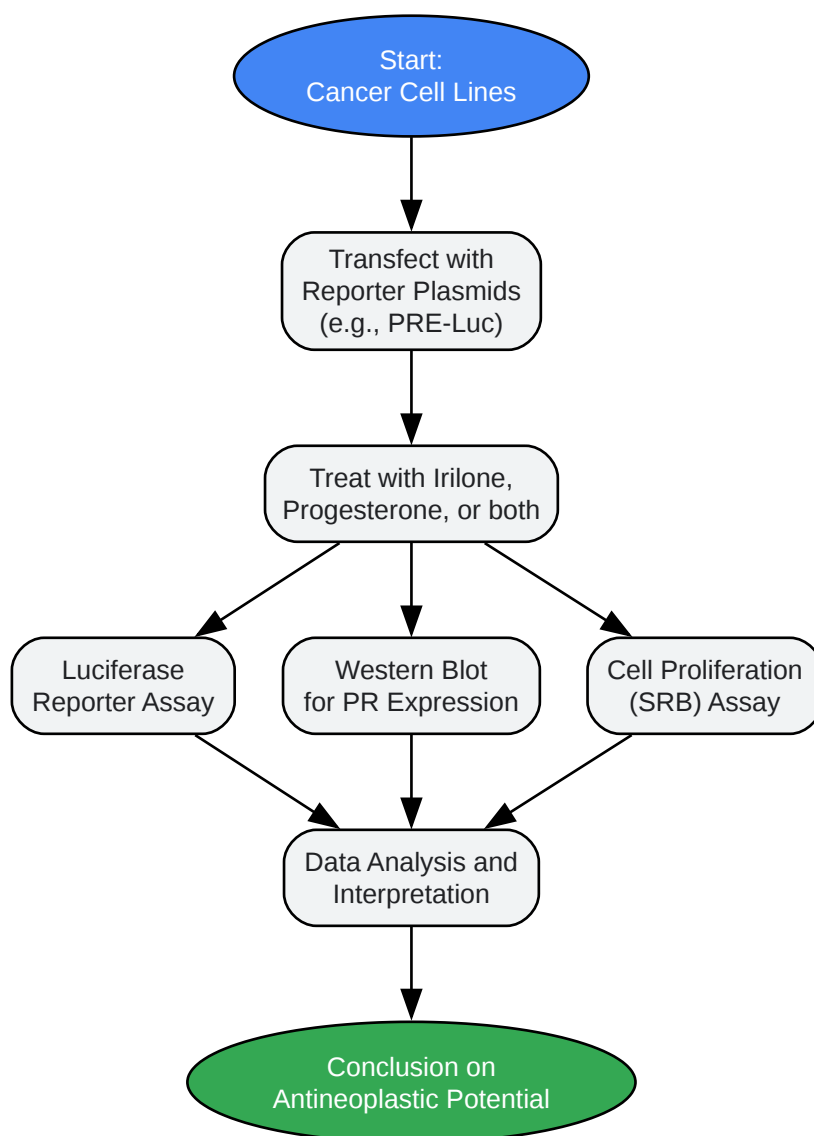 Start:
Cancer Cell Lines
Transfect with
Reporter Plasmids
(e.g., PRE-Luc)
Treat with Irilone,
Progesterone, or both
Luciferase
Reporter Assay
Western Blot
for PR Expression
Cell Proliferation
(SRB) Assay
Data Analysis and
Interpretation
Conclusion on
Antineoplastic Potential